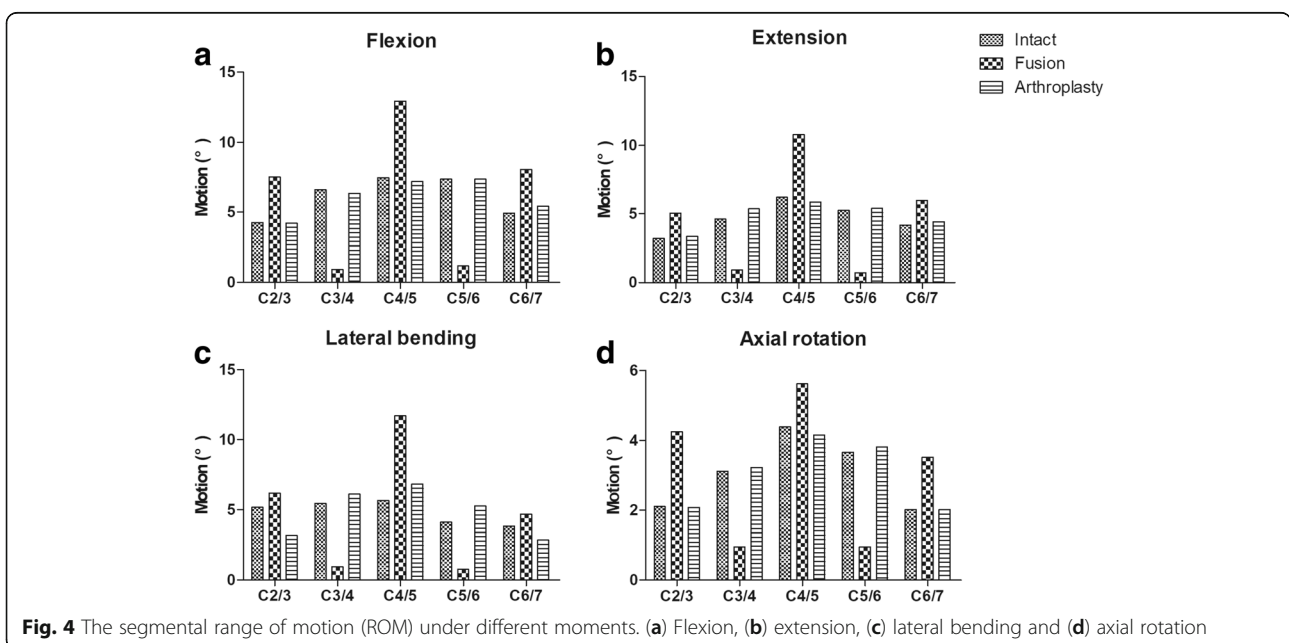 a
Flexion
Motion (°)
15
10
5
0
C2/3 C3/4 C4/5 C5/6 C6/7
b
Extension
Motion (°)
15
10
5
0
C2/3 C3/4 C4/5 C5/6 C6/7
Intact
Fusion
Arthroplasty
c
Lateral bending
Motion (°)
15
10
5
0
C2/3 C3/4 C4/5 C5/6 C6/7
d
Axial rotation
Motion (°)
6
4
2
0
C2/3 C3/4 C4/5 C5/6 C6/7
Fig. 4 The segmental range of motion (ROM) under different moments. (a) Flexion, (b) extension, (c) lateral bending and (d) axial rotation